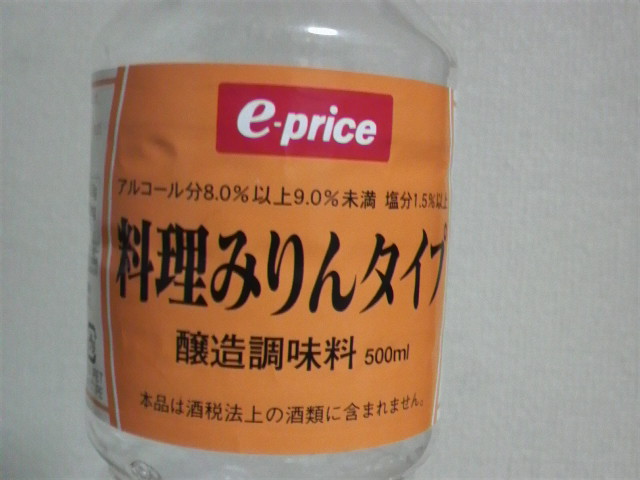 e-price
アルコール分8.0%以上9.0%未満 塩分1.5%以上
料理みりんタイプ
醸造調味料 500ml
本品は酒税法上の酒類に含まれません。